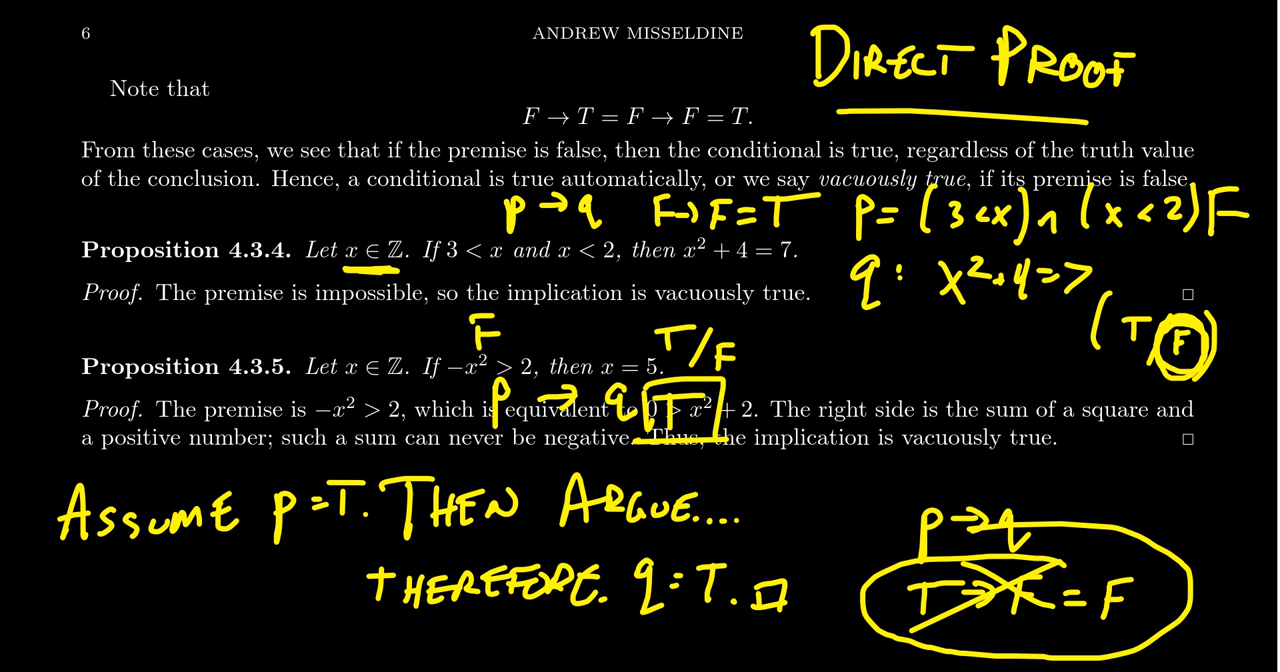 6 ANDREW MISSELDINE
DIRECT PROOF
Note that
F → T = F → F = T.
From these cases, we see that if the premise is false, then the conditional is true, regardless of the truth value
of the conclusion. Hence, a conditional is true automatically, or we say vacuously true, if its premise is false.
p → q F → F = T p = (3 < x) ∩ (x < 2) F
Proposition 4.3.4. Let x ∈ ℤ. If 3 < x and x < 2, then x² + 4 = 7.
q : x² + 4 = 7
Proof. The premise is impossible, so the implication is vacuously true. □
(T/F)
F T/F
Proposition 4.3.5. Let x ∈ ℤ. If −x² > 2, then x = 5.
p → q T
Proof. The premise is −x² > 2, which is equivalent to 0 > x² + 2. The right side is the sum of a square and
a positive number; such a sum can never be negative. Thus, the implication is vacuously true. □
ASSUME p = T. THEN ARGUE....
p → q
THEREFORE. q = T. □
T → F = F